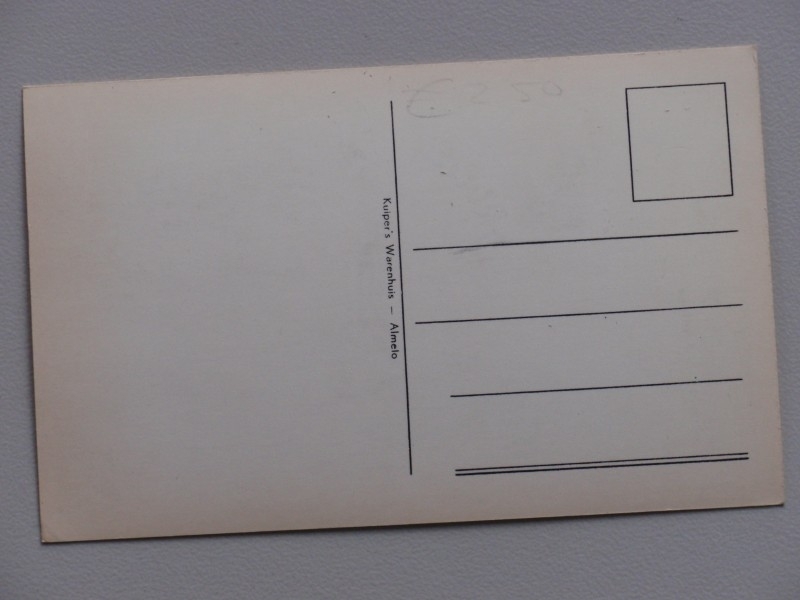 € 2.50
Kuiper's Warenhuis – Almelo